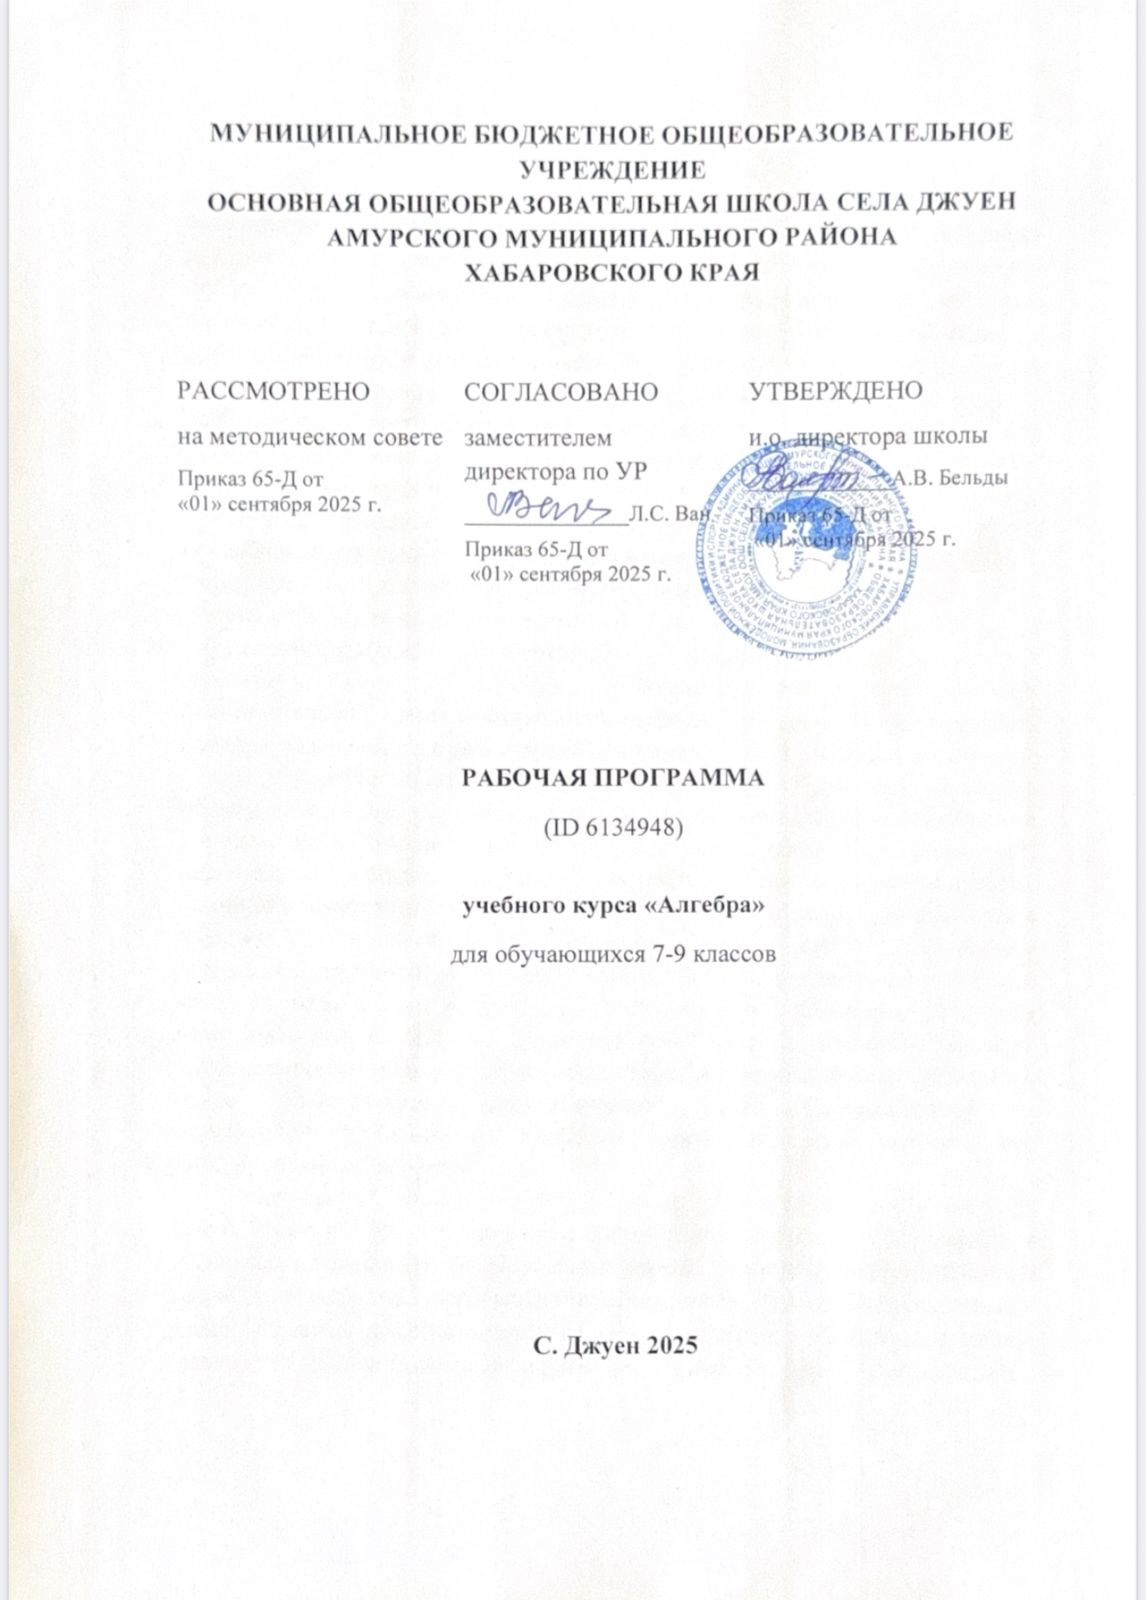 МУНИЦИПАЛЬНОЕ БЮДЖЕТНОЕ ОБЩЕОБРАЗОВАТЕЛЬНОЕ
УЧРЕЖДЕНИЕ
ОСНОВНАЯ ОБЩЕОБРАЗОВАТЕЛЬНАЯ ШКОЛА СЕЛА ДЖУЕН
АМУРСКОГО МУНИЦИПАЛЬНОГО РАЙОНА
ХАБАРОВСКОГО КРАЯ
РАССМОТРЕНО
на методическом совете
Приказ 65-Д от
«01» сентября 2025 г.
СОГЛАСОВАНО
заместителем
директора по УР
Л.С. Ван
Приказ 65-Д от
«01» сентября 2025 г.
УТВЕРЖДЕНО
и.о. директора школы
А.В. Бельды
Приказ 65-Д от
«01» сентября 2025 г.
РАБОЧАЯ ПРОГРАММА
(ID 6134948)
учебного курса «Алгебра»
для обучающихся 7-9 классов
С. Джуен 2025